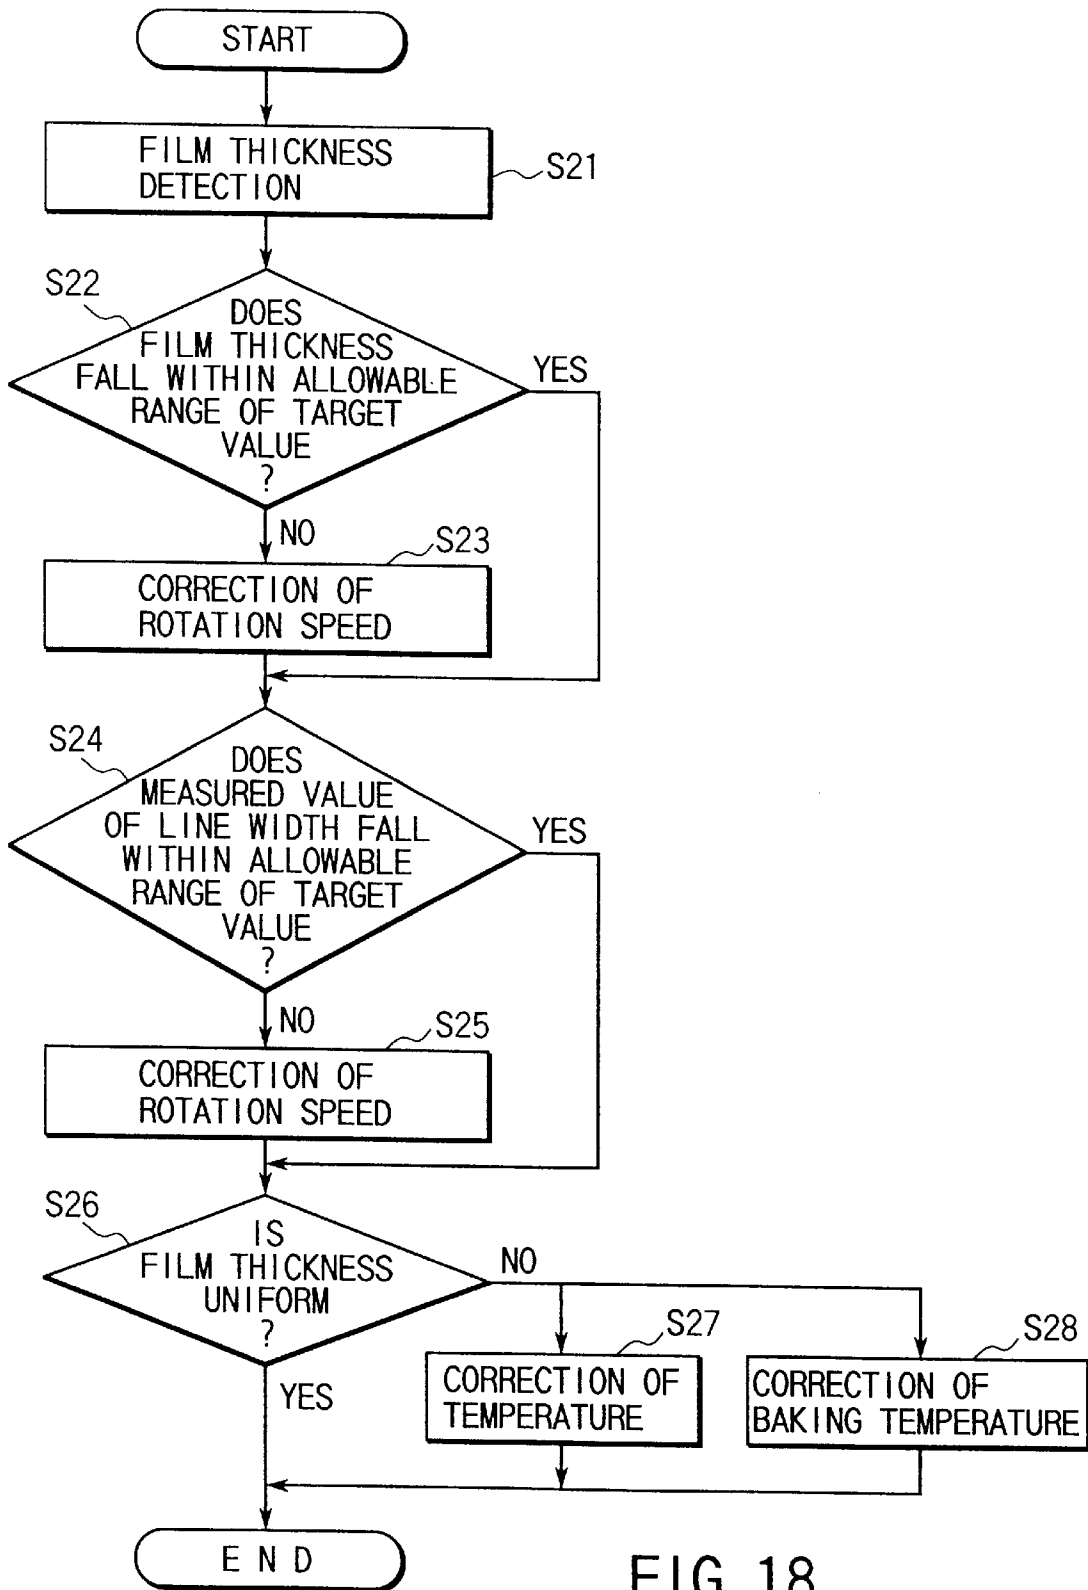 START
FILM THICKNESS
DETECTION
S21
S22
DOES
FILM THICKNESS
FALL WITHIN ALLOWABLE
RANGE OF TARGET
VALUE
?
YES
NO
S23
CORRECTION OF
ROTATION SPEED
S24
DOES
MEASURED VALUE
OF LINE WIDTH FALL
WITHIN ALLOWABLE
RANGE OF TARGET
VALUE
?
YES
NO
S25
CORRECTION OF
ROTATION SPEED
S26
IS
FILM THICKNESS
UNIFORM
?
NO
YES
S27
CORRECTION OF
TEMPERATURE
S28
CORRECTION OF
BAKING TEMPERATURE
END
FIG. 18